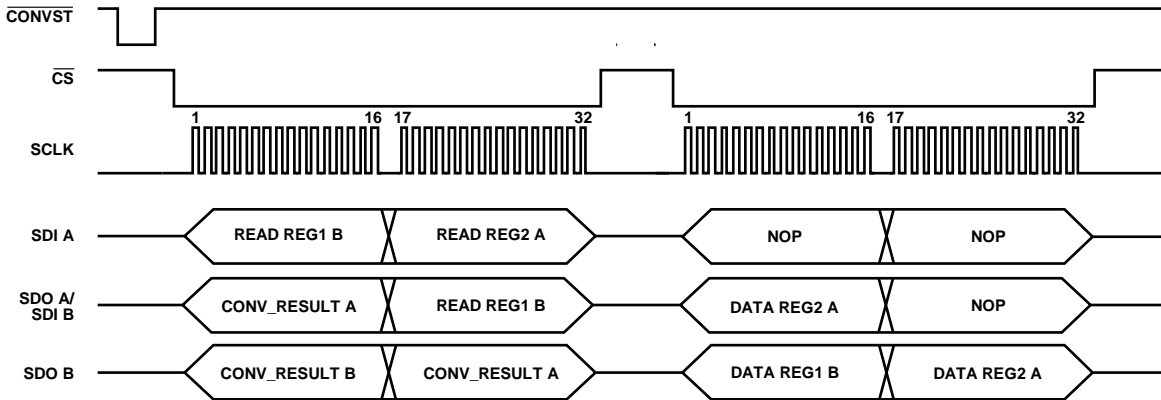 CONVST
CS
1 16 17 32 1 16 17 32
SCLK
SDI A READ REG1 B READ REG2 A NOP NOP
SDO A/
SDI B CONV_RESULT A READ REG1 B DATA REG2 A NOP
SDO B CONV_RESULT B CONV_RESULT A DATA REG1 B DATA REG2 A